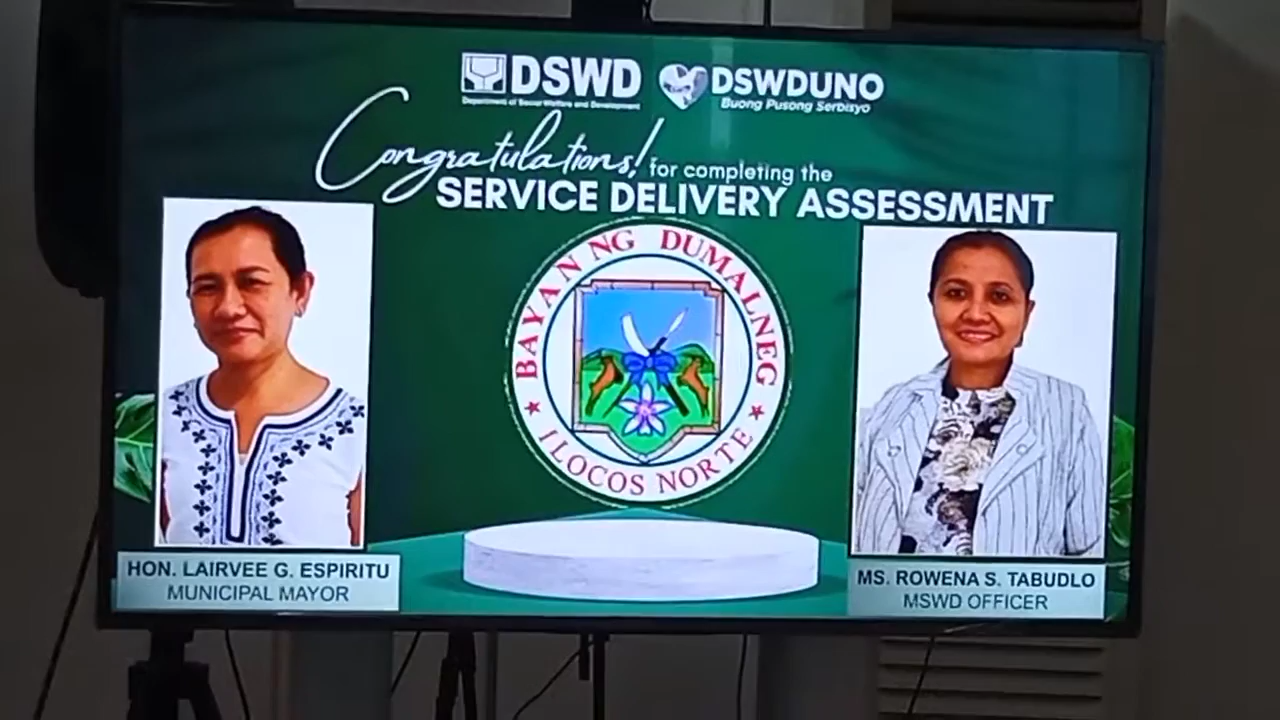 DSWD
Department of Social Welfare and Development
DSWDUNO
Buong Pusong Serbisyo
Congratulations! for completing the
SERVICE DELIVERY ASSESSMENT
BAYAN NG DUMALNEG
ILOCOS NORTE
HON. LAIRVEE G. ESPIRITU
MUNICIPAL MAYOR
MS. ROWENA S. TABUDLO
MSWD OFFICER